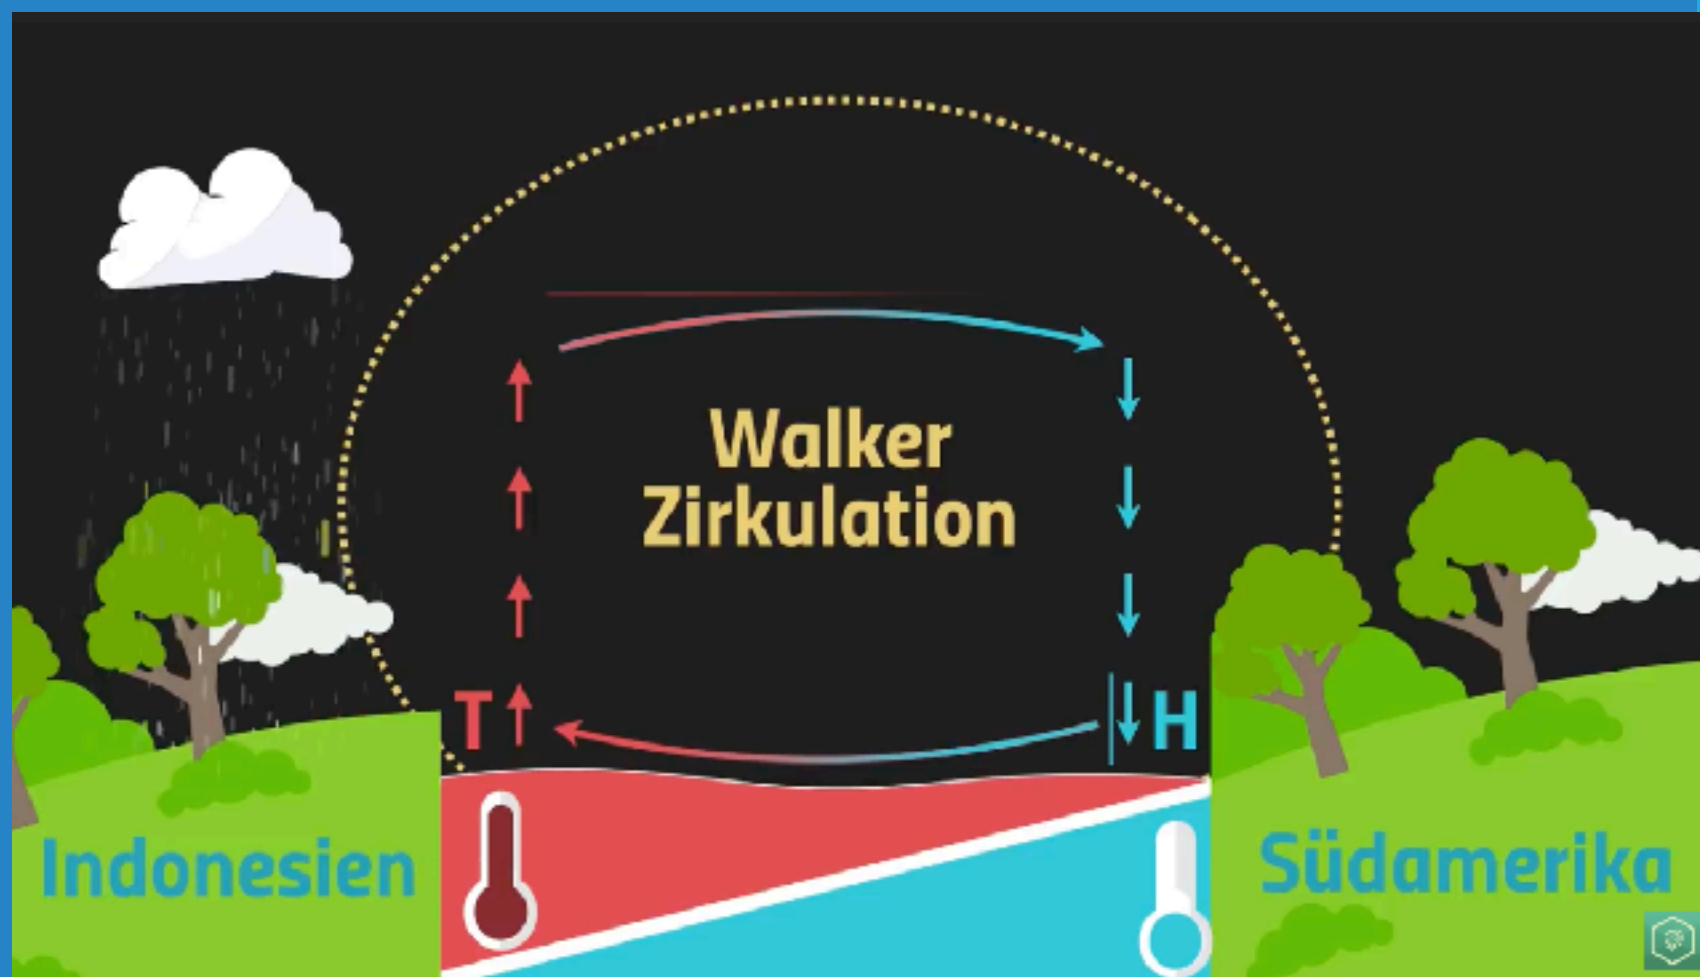 Walker
Zirkulation
T
H
Indonesien
Südamerika